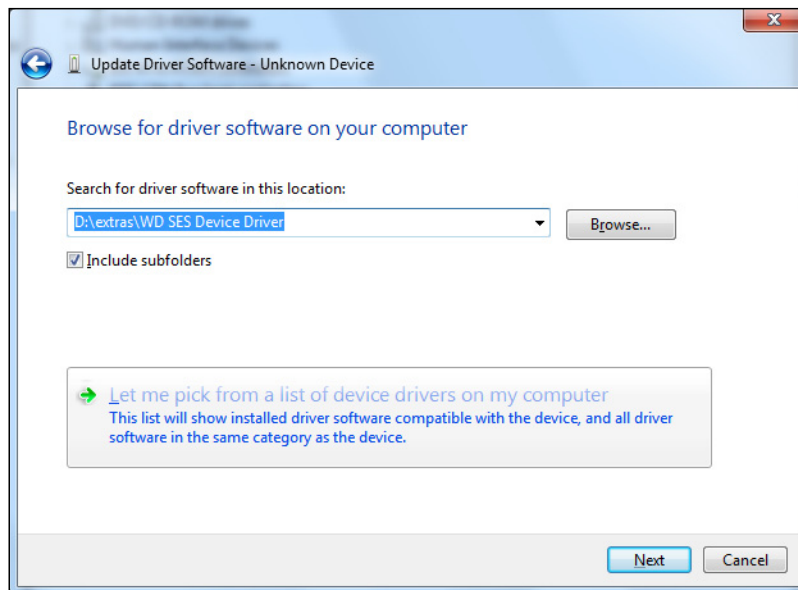 Update Driver Software - Unknown Device
Browse for driver software on your computer
Search for driver software in this location:
D:\extras\WD SES Device Driver
Browse...
Include subfolders
Let me pick from a list of device drivers on my computer
This list will show installed driver software compatible with the device, and all driver
software in the same category as the device.
Next
Cancel